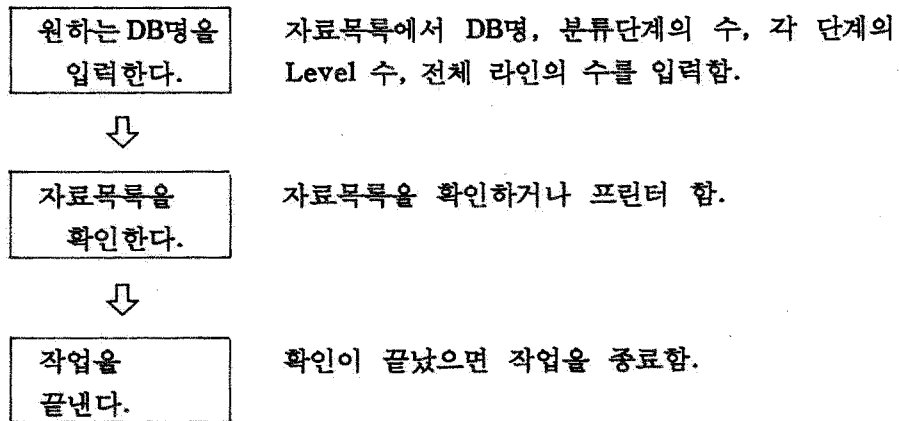 원하는 DB명을
입력한다.
자료목록에서 DB명, 분류단계의 수, 각 단계의
Level 수, 전체 라인의 수를 입력함.
자료목록을
확인한다.
자료목록을 확인하거나 프린터 함.
작업을
끝낸다.
확인이 끝났으면 작업을 종료함.